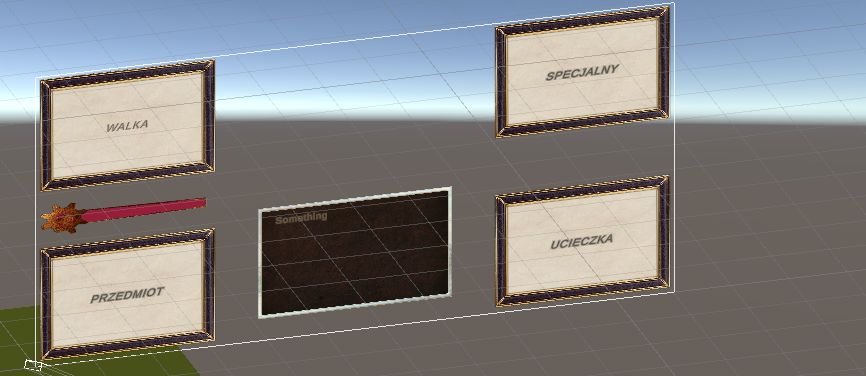 SPECJALNY
WALKA
Something
UCIECZKA
PRZEDMIOT